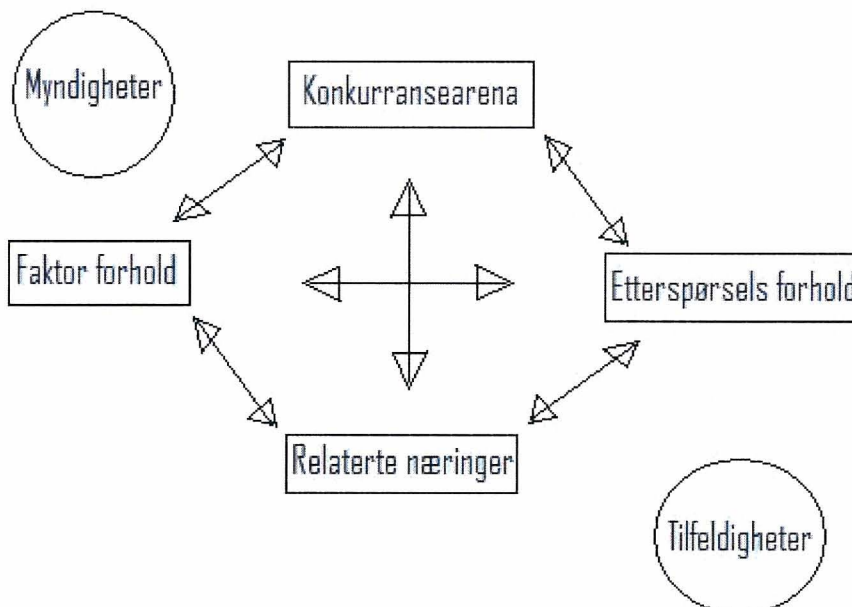 Myndigheter
Konkurransearena
Faktor forhold
Etterspørsels forhold
Relaterte næringer
Tilfeldigheter